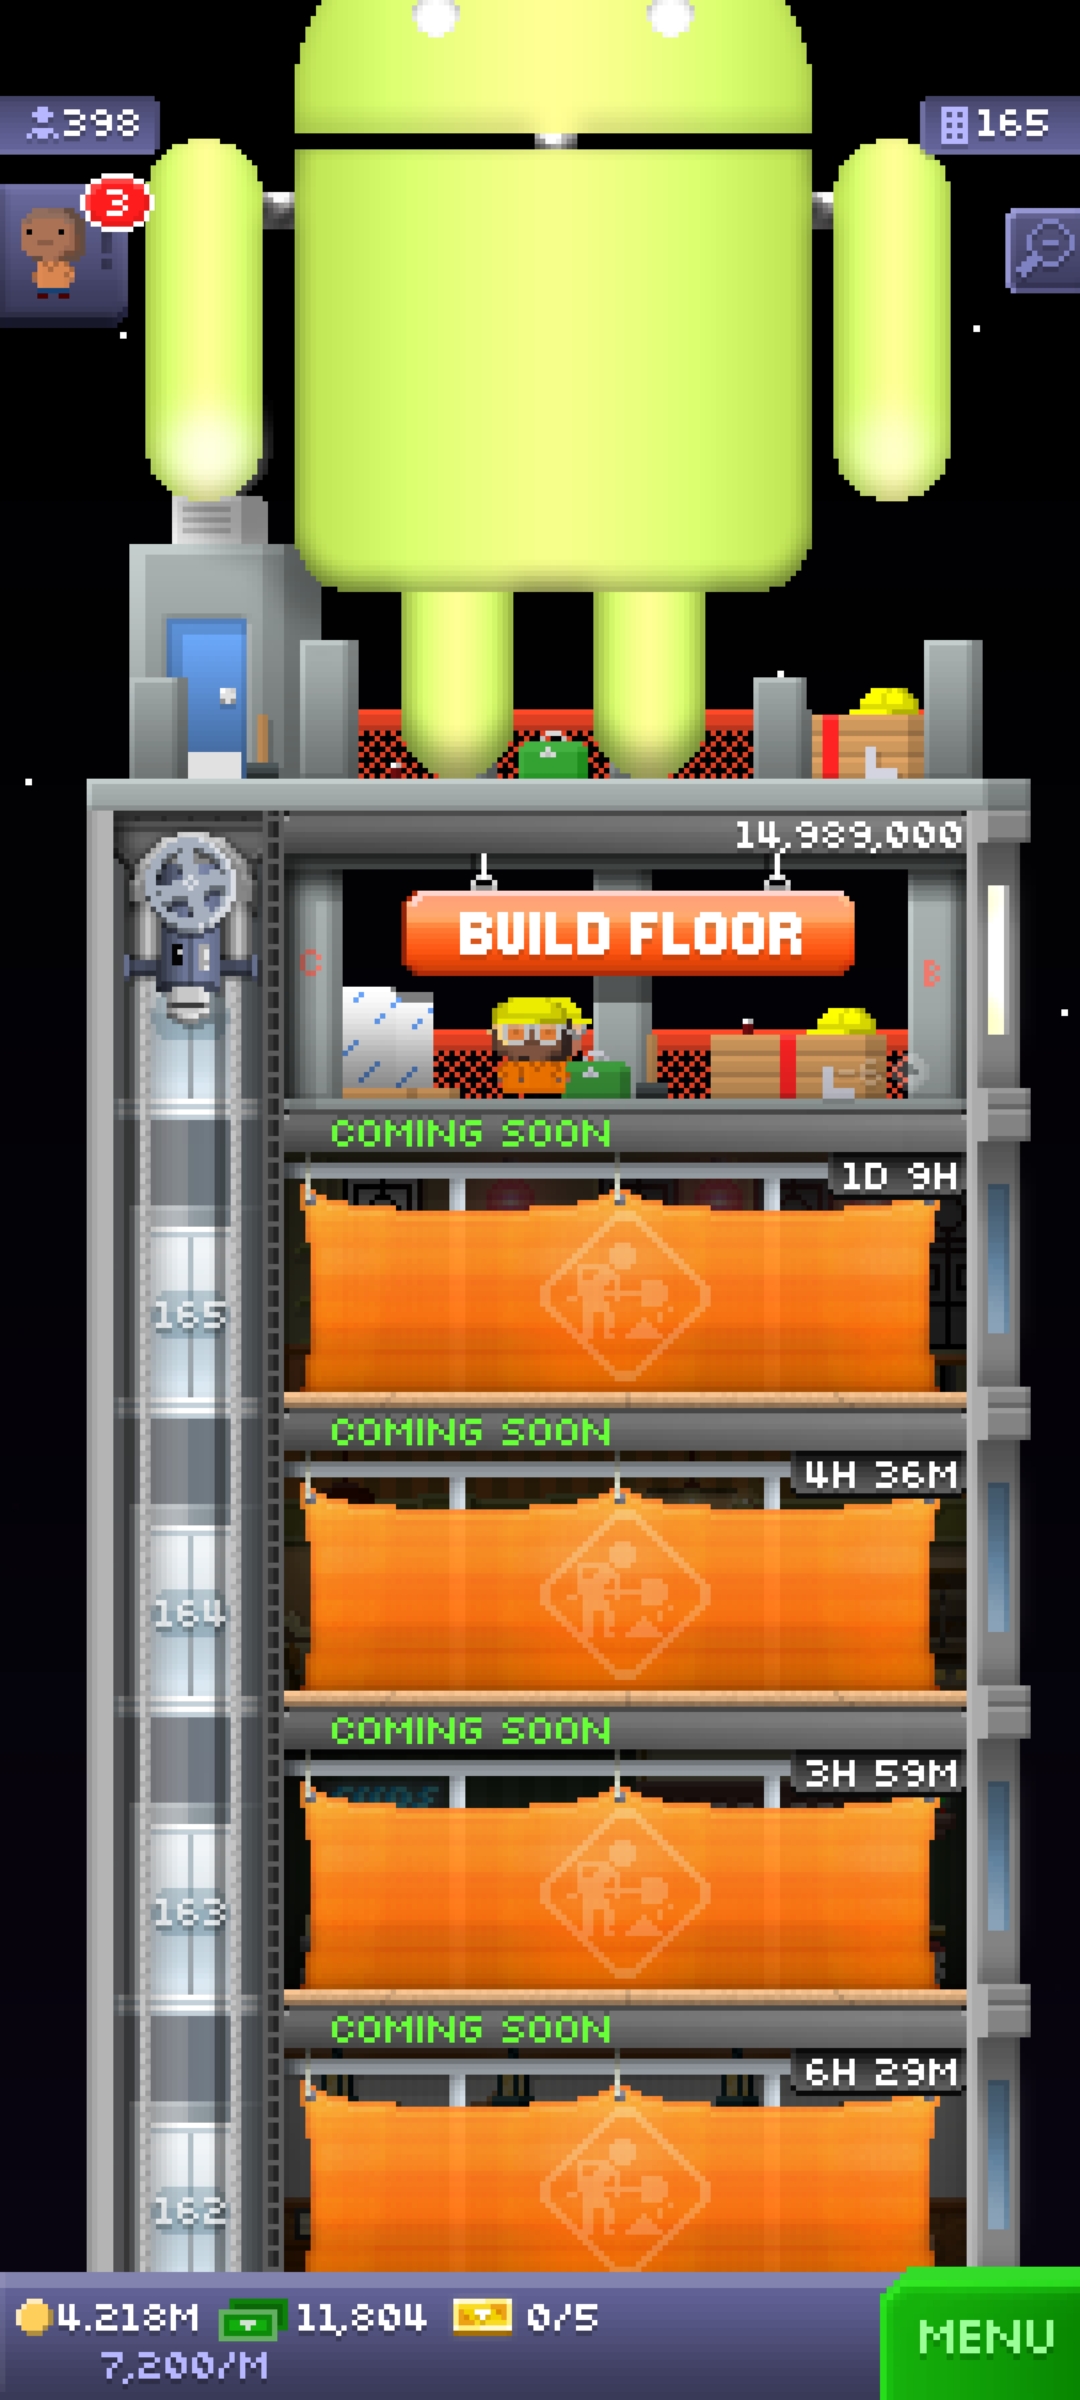 398
165
3
14,989,000
BUILD FLOOR
C
B
COMING SOON
1D 9H
165
COMING SOON
4H 36M
164
COMING SOON
3H 59M
163
COMING SOON
6H 29M
162
4.218M 11,804 0/5
7,200/M
MENU